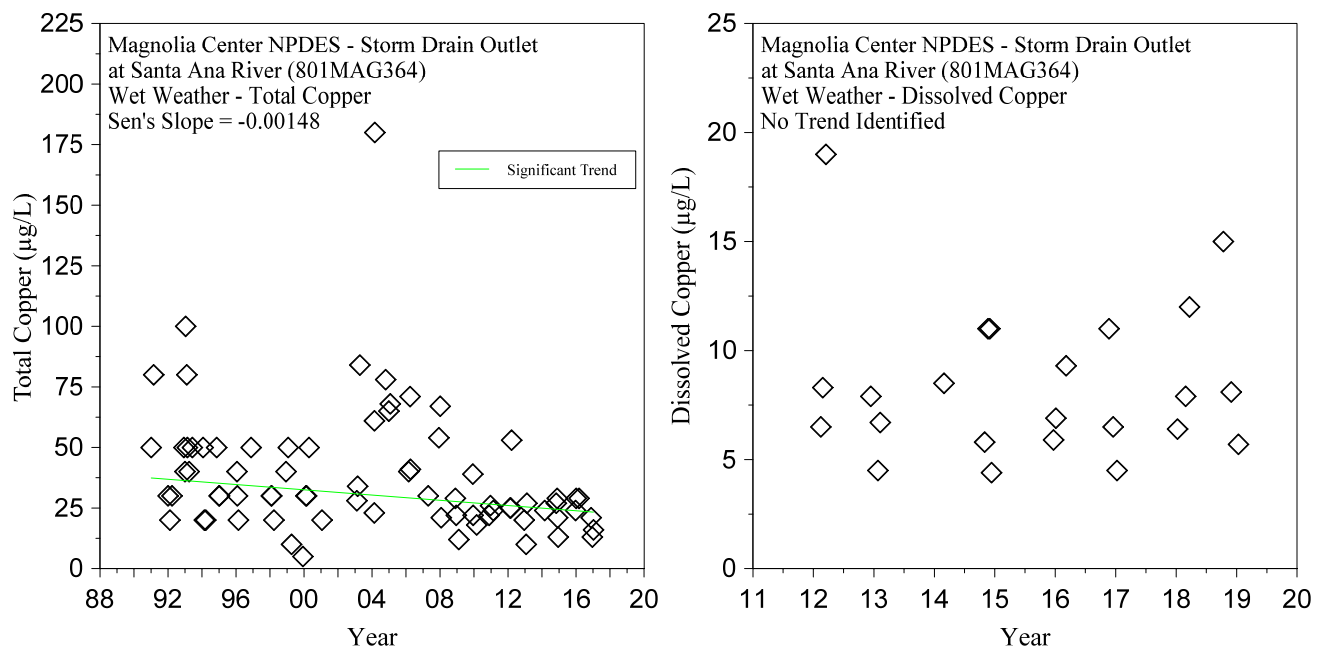 Magnolia Center NPDES - Storm Drain Outlet
at Santa Ana River (801MAG364)
Wet Weather - Total Copper
Sen's Slope = -0.00148
Significant Trend
Total Copper (µg/L)
225
200
175
150
125
100
75
50
25
0
88 92 96 00 04 08 12 16 20
Year
Magnolia Center NPDES - Storm Drain Outlet
at Santa Ana River (801MAG364)
Wet Weather - Dissolved Copper
No Trend Identified
Dissolved Copper (µg/L)
25
20
15
10
5
0
11 12 13 14 15 16 17 18 19 20
Year